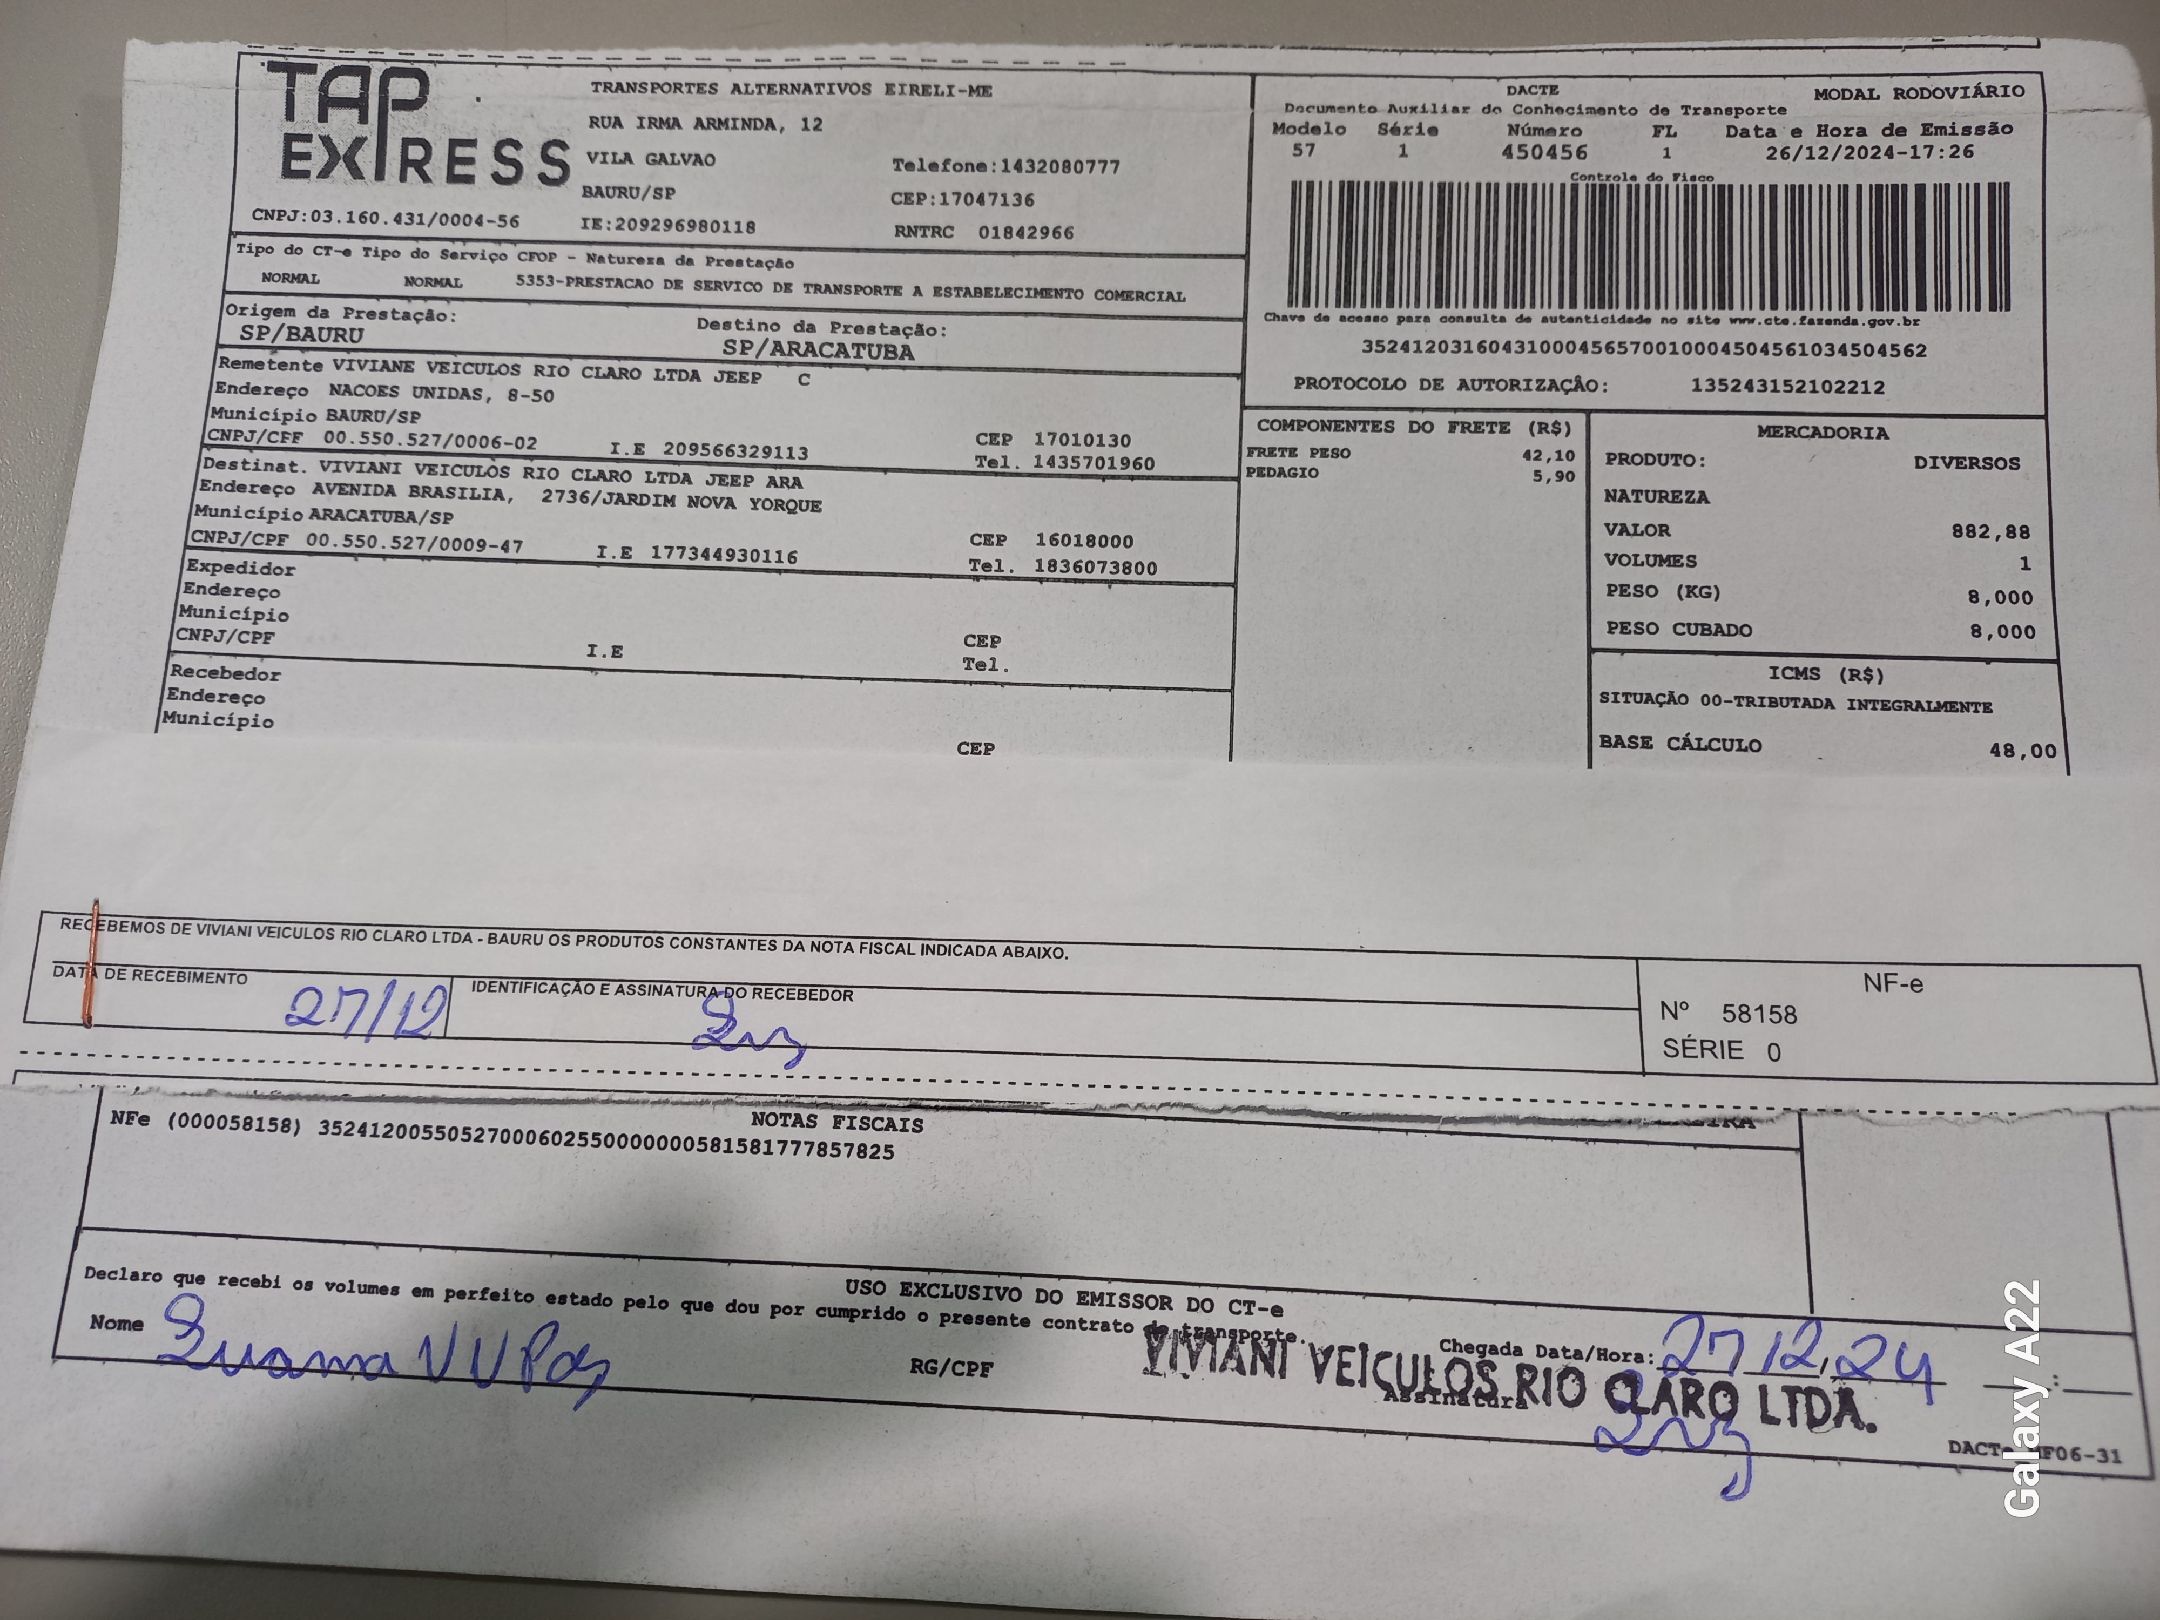 TAP EXPRESS
TRANSPORTES ALTERNATIVOS EIRELI-ME
RUA IRMA ARMINDA, 12
VILA GALVAO Telefone:1432080777
BAURU/SP CEP:17047136
CNPJ:03.160.431/0004-56 IE:209296980118 RNTRC 01842966
DACTE MODAL RODOVIÁRIO
Documento Auxiliar do Conhecimento de Transporte
Modelo Série Número FL Data e Hora de Emissão
57 1 450456 1 26/12/2024-17:26
Controle do Fisco
Chave de acesso para consulta de autenticidade no site www.cte.fazenda.gov.br
35241203160431000456570010004504561034504562
PROTOCOLO DE AUTORIZAÇÂO: 135243152102212
Tipo do CT-e Tipo do Serviço CFOP - Natureza da Prestação
NORMAL NORMAL 5353-PRESTACAO DE SERVICO DE TRANSPORTE A ESTABELECIMENTO COMERCIAL
Origem da Prestação: Destino da Prestação:
SP/BAURU SP/ARACATUBA
Remetente VIVIANE VEICULOS RIO CLARO LTDA JEEP C
Endereço NACOES UNIDAS, 8-50
Município BAURU/SP CEP 17010130
CNPJ/CPF 00.550.527/0006-02 I.E 209566329113 Tel. 1435701960
Destinat. VIVIANI VEICULOS RIO CLARO LTDA JEEP ARA
Endereço AVENIDA BRASILIA, 2736/JARDIM NOVA YORQUE
Município ARACATUBA/SP CEP 16018000
CNPJ/CPF 00.550.527/0009-47 I.E 177344930116 Tel. 1836073800
Expedidor
Endereço
Município CEP
CNPJ/CPF I.E Tel.
Recebedor
Endereço
Município CEP
COMPONENTES DO FRETE (R$)
FRETE PESO 42,10
PEDAGIO 5,90
MERCADORIA
PRODUTO: DIVERSOS
NATUREZA
VALOR 882,88
VOLUMES 1
PESO (KG) 8,000
PESO CUBADO 8,000
ICMS (R$)
SITUAÇÃO 00-TRIBUTADA INTEGRALMENTE
BASE CÁLCULO 48,00
RECEBEMOS DE VIVIANI VEICULOS RIO CLARO LTDA - BAURU OS PRODUTOS CONSTANTES DA NOTA FISCAL INDICADA ABAIXO.
DATA DE RECEBIMENTO IDENTIFICAÇÃO E ASSINATURA DO RECEBEDOR
27/12
NF-e
Nº 58158
SÉRIE 0
NOTAS FISCAIS
NFe (000058158) 35241200550527000602550000000581581777857825
USO EXCLUSIVO DO EMISSOR DO CT-e
Declaro que recebi os volumes em perfeito estado pelo que dou por cumprido o presente contrato de transporte.
Nome Luana RG/CPF Chegada Data/Hora: 27 12 24 :
Assinatura
VIVIANI VEICULOS RIO CLARO LTDA.
F06-31
Galaxy A22